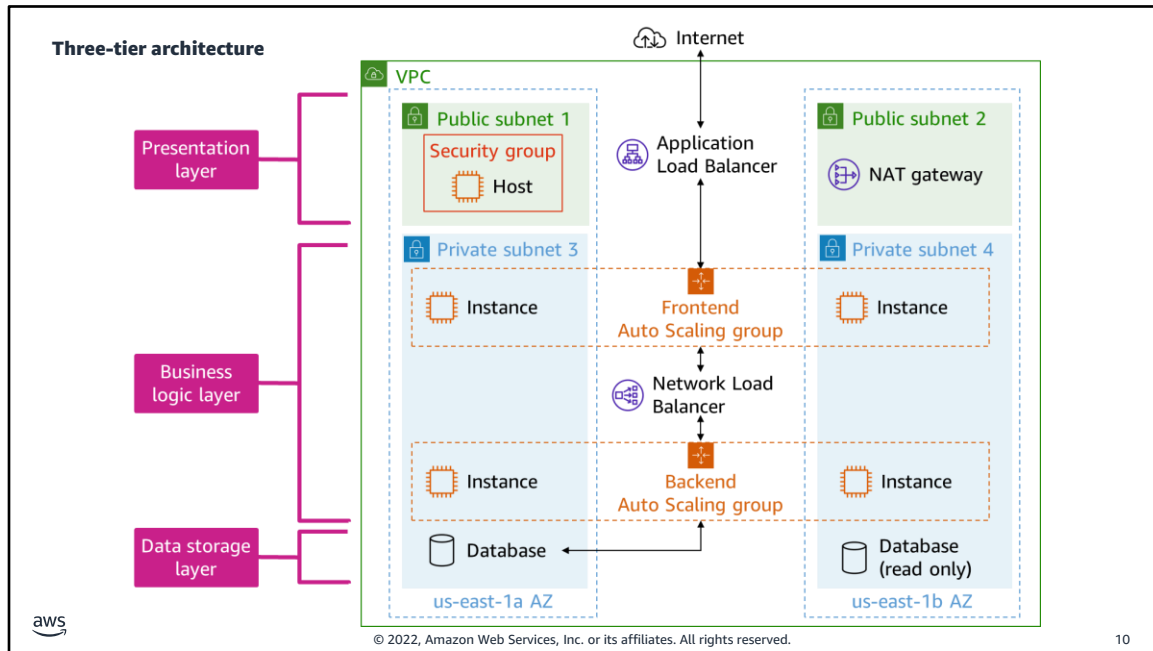 Three-tier architecture
Internet
VPC
Presentation
layer
Public subnet 1
Security group
Host
Application
Load Balancer
Public subnet 2
NAT gateway
Business
logic layer
Private subnet 3
Private subnet 4
Instance
Frontend
Auto Scaling group
Instance
Network Load
Balancer
Instance
Backend
Auto Scaling group
Instance
Data storage
layer
Database
Database
(read only)
us-east-1a AZ
us-east-1b AZ
aws
© 2022, Amazon Web Services, Inc. or its affiliates. All rights reserved.
10